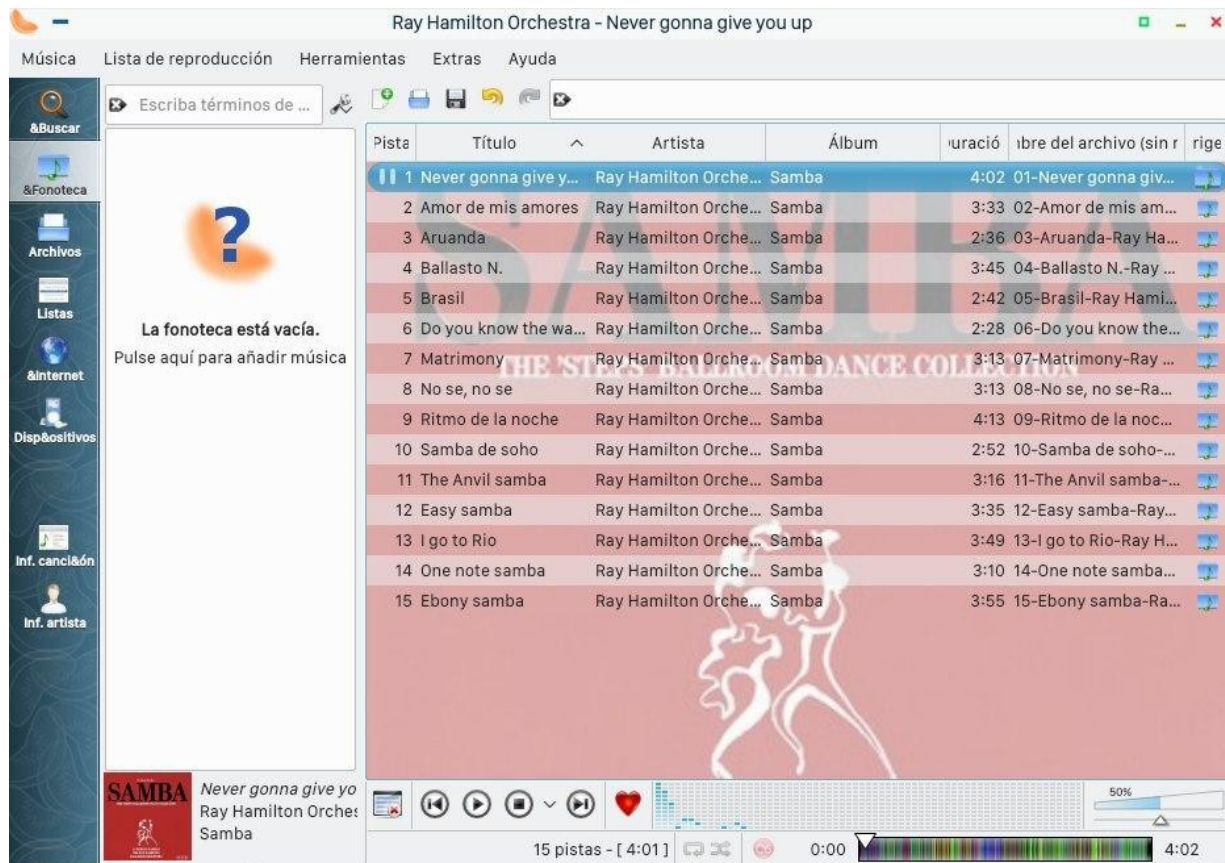 Ray Hamilton Orchestra - Never gonna give you up
Música Lista de reproducción Herramientas Extras Ayuda
&Buscar
&Fonoteca
Archivos
Listas
&Internet
Disp&ositivos
Inf. canci&ón
Inf. artista
Escriba términos de ...
?
La fonoteca está vacía.
Pulse aquí para añadir música
Pista Título Artista Álbum uració bre del archivo (sin r rige
1 Never gonna give y... Ray Hamilton Orche... Samba 4:02 01-Never gonna giv...
2 Amor de mis amores Ray Hamilton Orche... Samba 3:33 02-Amor de mis am...
3 Aruanda Ray Hamilton Orche... Samba 2:36 03-Aruanda-Ray Ha...
4 Ballasto N. Ray Hamilton Orche... Samba 3:45 04-Ballasto N.-Ray ...
5 Brasil Ray Hamilton Orche... Samba 2:42 05-Brasil-Ray Hami...
6 Do you know the wa... Ray Hamilton Orche... Samba 2:28 06-Do you know the...
7 Matrimony Ray Hamilton Orche... Samba 3:13 07-Matrimony-Ray ...
8 No se, no se Ray Hamilton Orche... Samba 3:13 08-No se, no se-Ra...
9 Ritmo de la noche Ray Hamilton Orche... Samba 4:13 09-Ritmo de la noc...
10 Samba de soho Ray Hamilton Orche... Samba 2:52 10-Samba de soho-...
11 The Anvil samba Ray Hamilton Orche... Samba 3:16 11-The Anvil samba-...
12 Easy samba Ray Hamilton Orche... Samba 3:35 12-Easy samba-Ray...
13 I go to Rio Ray Hamilton Orche... Samba 3:49 13-I go to Rio-Ray H...
14 One note samba Ray Hamilton Orche... Samba 3:10 14-One note samba...
15 Ebony samba Ray Hamilton Orche... Samba 3:55 15-Ebony samba-Ra...
SAMBA
THE 'STEPS' BALLROOM DANCE COLLECTION
SAMBA
Never gonna give yo
Ray Hamilton Orches
Samba
50%
15 pistas - [ 4:01 ] 0:00 4:02